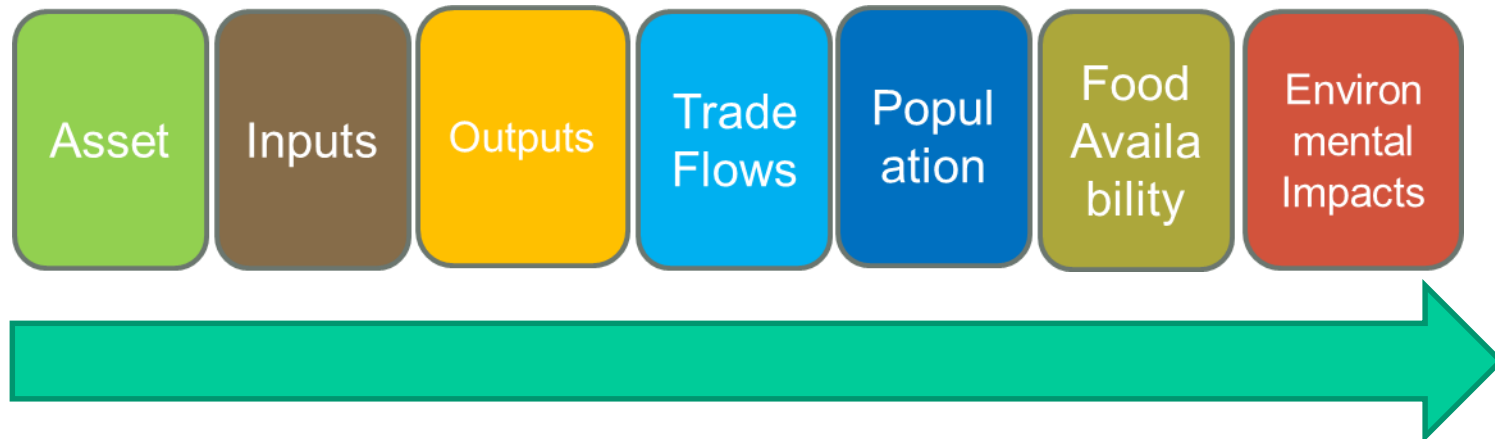 Asset
Inputs
Outputs
Trade
Flows
Popul
ation
Food
Availa
bility
Environ
mental
Impacts